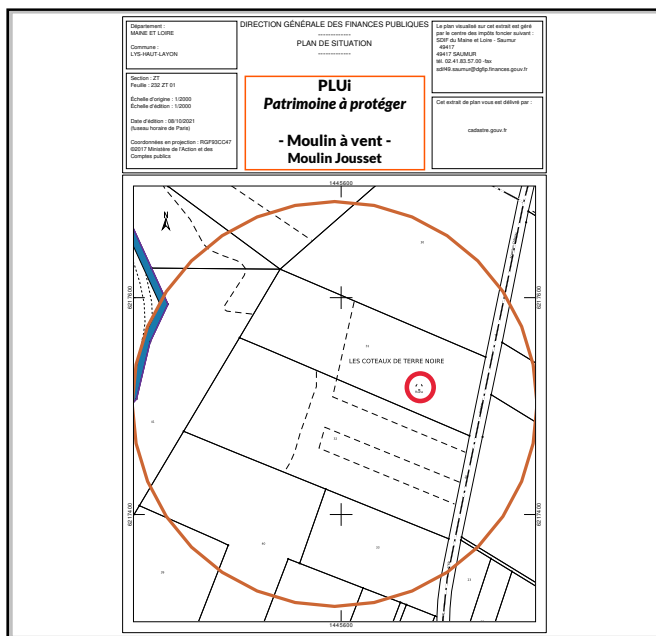 Département :
MAINE ET LOIRE
Commune :
LYS-HAUT-LAYON
Section : ZT
Feuille : 232 ZT 01
Échelle d'origine : 1/2000
Échelle d'édition : 1/2000
Date d'édition : 08/10/2021
(fuseau horaire de Paris)
Coordonnées en projection : RGF93CC47
©2017 Ministère de l'Action et des
Comptes publics
DIRECTION GÉNÉRALE DES FINANCES PUBLIQUES
-------------
PLAN DE SITUATION
-------------
PLUi
Patrimoine à protéger
- Moulin à vent -
Moulin Jousset
Le plan visualisé sur cet extrait est géré
par le centre des impôts foncier suivant :
SDIF du Maine et Loire - Saumur
49417
49417 SAUMUR
tél. 02.41.83.57.00 -fax
sdif49.saumur@dgfip.finances.gouv.fr
Cet extrait de plan vous est délivré par :
cadastre.gouv.fr
1445600
N
6217600
6217600
LES COTEAUX DE TERRE NOIRE
6217400
6217400
1445600